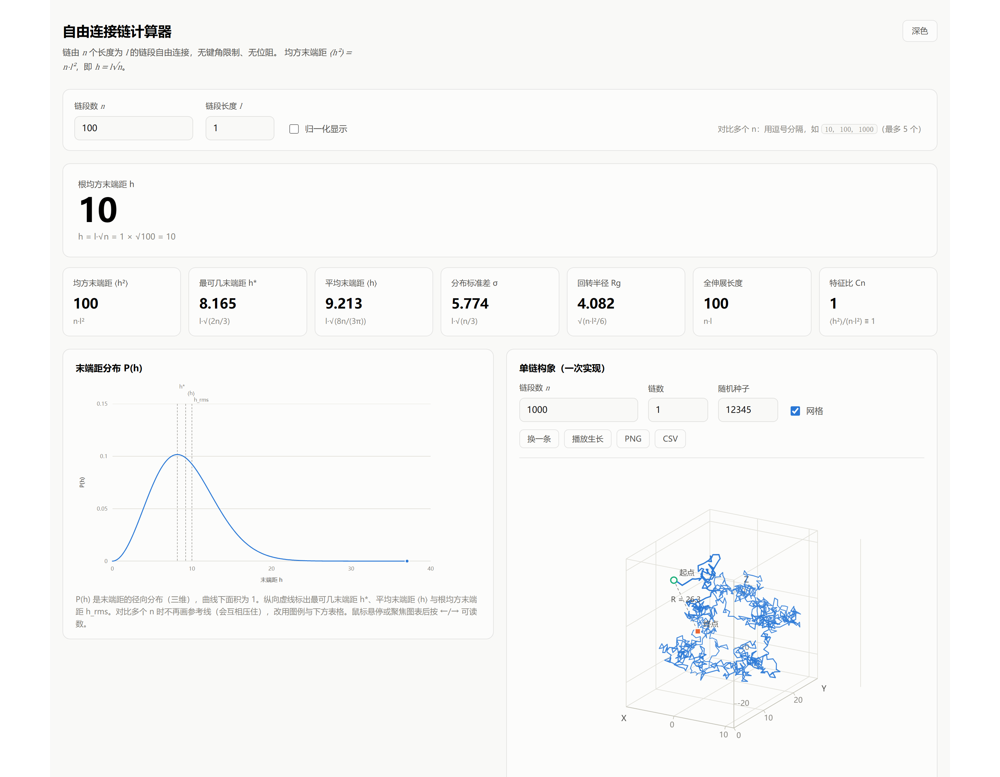 自由连接链计算器
深色
链由 n 个长度为 l 的链段自由连接，无键角限制、无位阻。 均方末端距 ⟨h²⟩ =
n·l²，即 h = l√n。
链段数 n
链段长度 l
100
1
归一化显示
对比多个 n：用逗号分隔，如 10, 100, 1000 （最多 5 个）
根均方末端距 h
10
h = l·√n = 1 × √100 = 10
均方末端距 ⟨h²⟩
100
n·l²
最可几末端距 h*
8.165
l·√(2n/3)
平均末端距 ⟨h⟩
9.213
l·√(8n/(3π))
分布标准差 σ
5.774
l·√(n/3)
回转半径 Rg
4.082
√(n·l²/6)
全伸展长度
100
n·l
特征比 Cn
1
⟨h²⟩/(n·l²) ≡ 1
末端距分布 P(h)
h*
⟨h⟩
h_rms
0.15
0.1
0.05
0
P(h)
0
10
20
30
40
末端距 h
P(h) 是末端距的径向分布（三维），曲线下面积为 1。纵向虚线标出最可几末端距 h*、平均末端距 ⟨h⟩ 与根均方末端
距 h_rms。对比多个 n 时不再画参考线（会互相压住），改用图例与下方表格。鼠标悬停或聚焦图表后按 ←/→ 可读
数。
单链构象（一次实现）
链段数 n
链数
随机种子
1000
1
12345
网格
换一条
播放生长
PNG
CSV
起点
Z
R = 26.3
终点
-10
-20
Y
20
10
0
X
0
10